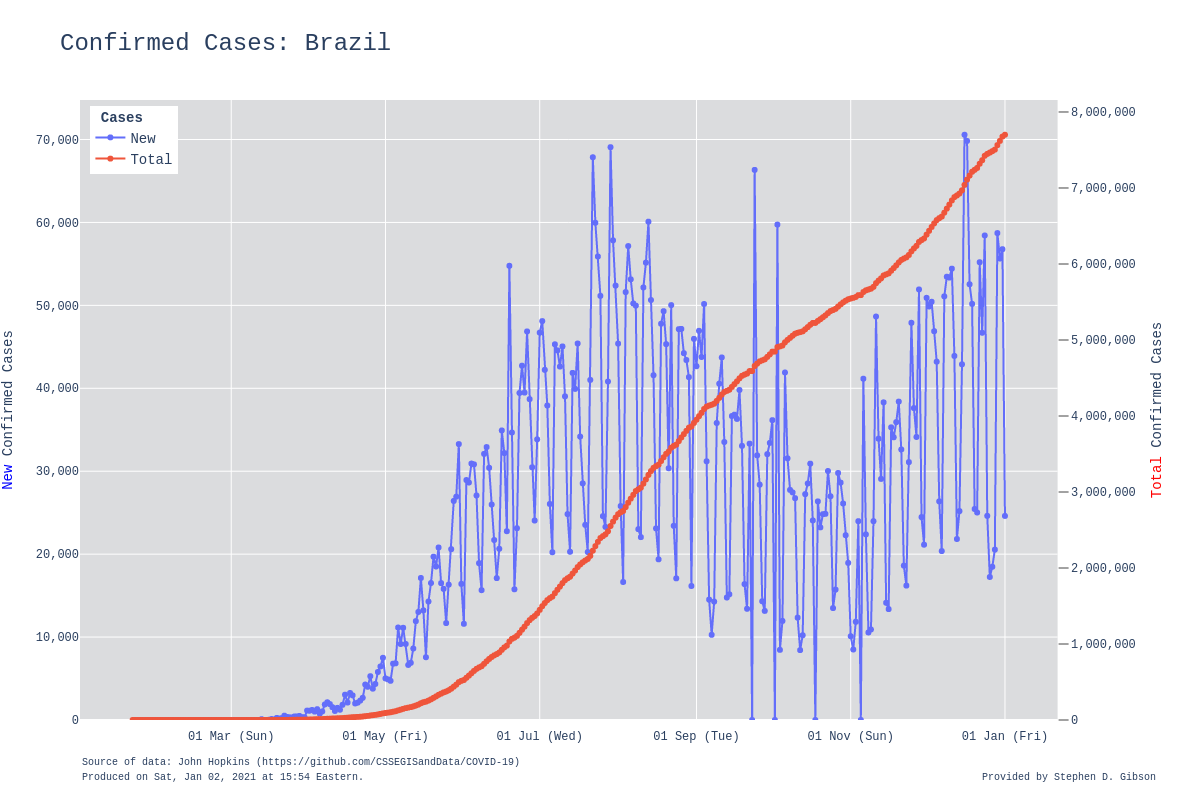 Confirmed Cases: Brazil
Cases
New
Total
70,000
60,000
50,000
40,000
30,000
20,000
10,000
0
New Confirmed Cases
8,000,000
7,000,000
6,000,000
5,000,000
4,000,000
3,000,000
2,000,000
1,000,000
0
Total Confirmed Cases
01 Mar (Sun)
01 May (Fri)
01 Jul (Wed)
01 Sep (Tue)
01 Nov (Sun)
01 Jan (Fri)
Source of data: John Hopkins (https://github.com/CSSEGISandData/COVID-19)
Produced on Sat, Jan 02, 2021 at 15:54 Eastern.
Provided by Stephen D. Gibson